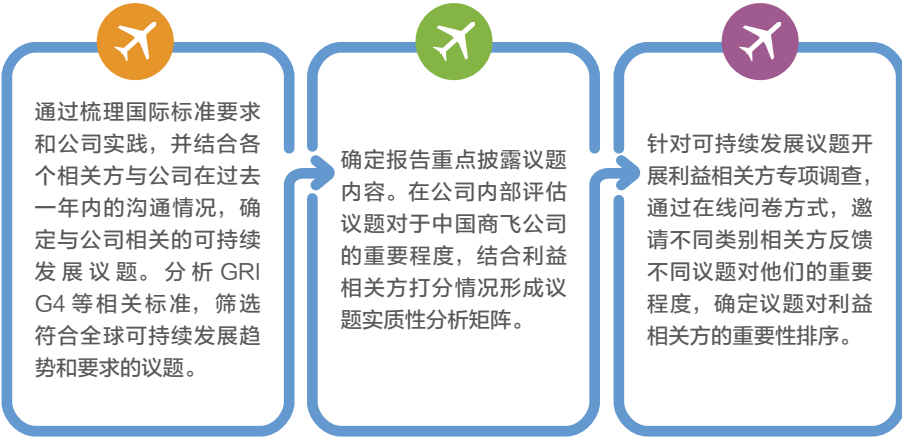 通过梳理国际标准要求
和公司实践，并结合各
个相关方与公司在过去
一年内的沟通情况，确
定与公司相关的可持续
发展议题。分析 GRI
G4 等相关标准，筛选
符合全球可持续发展趋
势和要求的议题。
确定报告重点披露议题
内容。在公司内部评估
议题对于中国商飞公司
的重要程度，结合利益
相关方打分情况形成议
题实质性分析矩阵。
针对可持续发展议题开
展利益相关方专项调查，
通过在线问卷方式，邀
请不同类别相关方反馈
不同议题对他们的重要
程度，确定议题对利益
相关方的重要性排序。